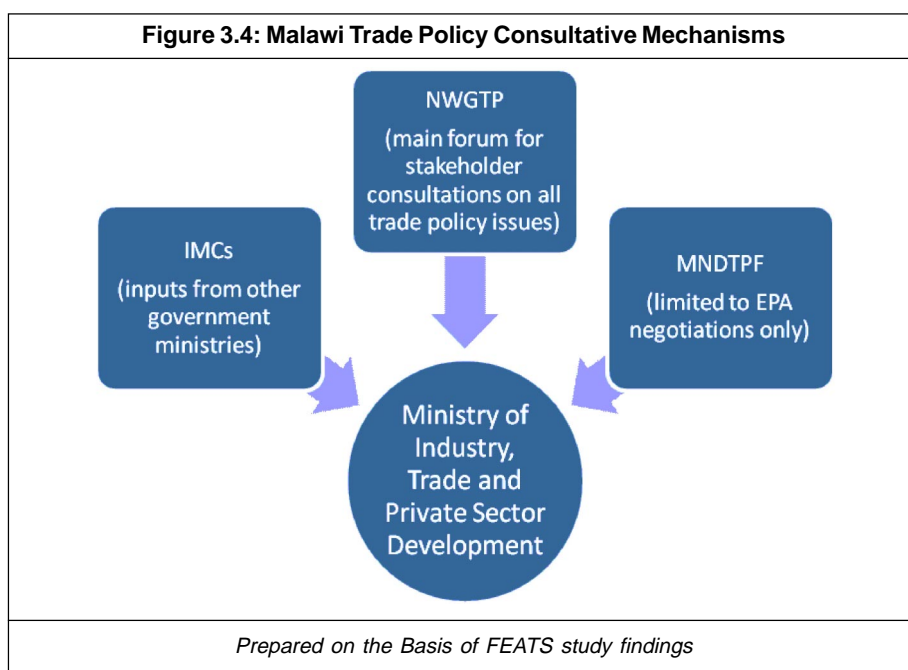 Figure 3.4: Malawi Trade Policy Consultative Mechanisms
NWGTP
(main forum for
stakeholder
consultations on all
trade policy issues)
IMCs
(inputs from other
government
ministries)
MNDTPF
(limited to EPA
negotiations only)
Ministry of
Industry,
Trade and
Private Sector
Development
Prepared on the Basis of FEATS study findings